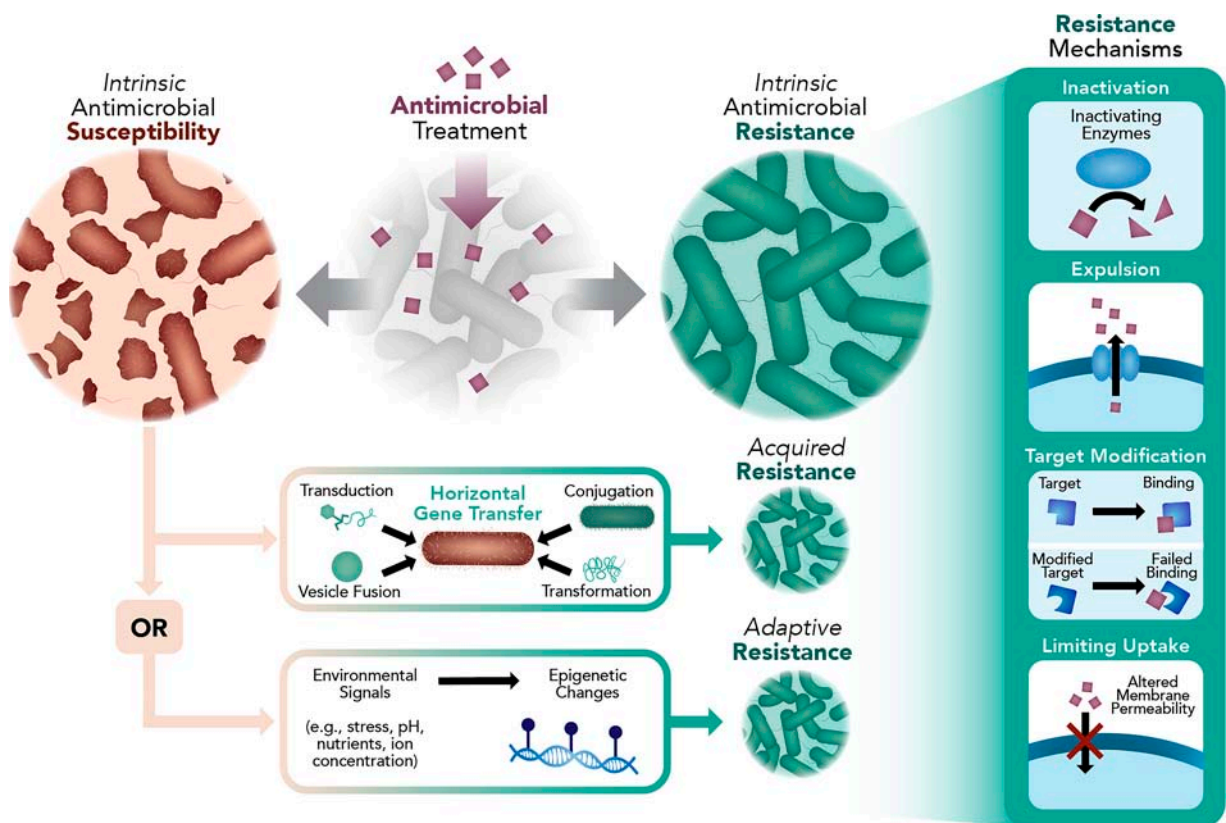 Intrinsic
Antimicrobial
Susceptibility
Antimicrobial
Treatment
Intrinsic
Antimicrobial
Resistance
Resistance
Mechanisms
Inactivation
Inactivating
Enzymes
Expulsion
Target Modification
Target
Binding
Modified
Target
Failed
Binding
Limiting Uptake
Altered
Membrane
Permeability
Transduction
Horizontal
Gene Transfer
Conjugation
Vesicle Fusion
Transformation
Acquired
Resistance
OR
Environmental
Signals
(e.g., stress, pH,
nutrients, ion
concentration)
Epigenetic
Changes
Adaptive
Resistance